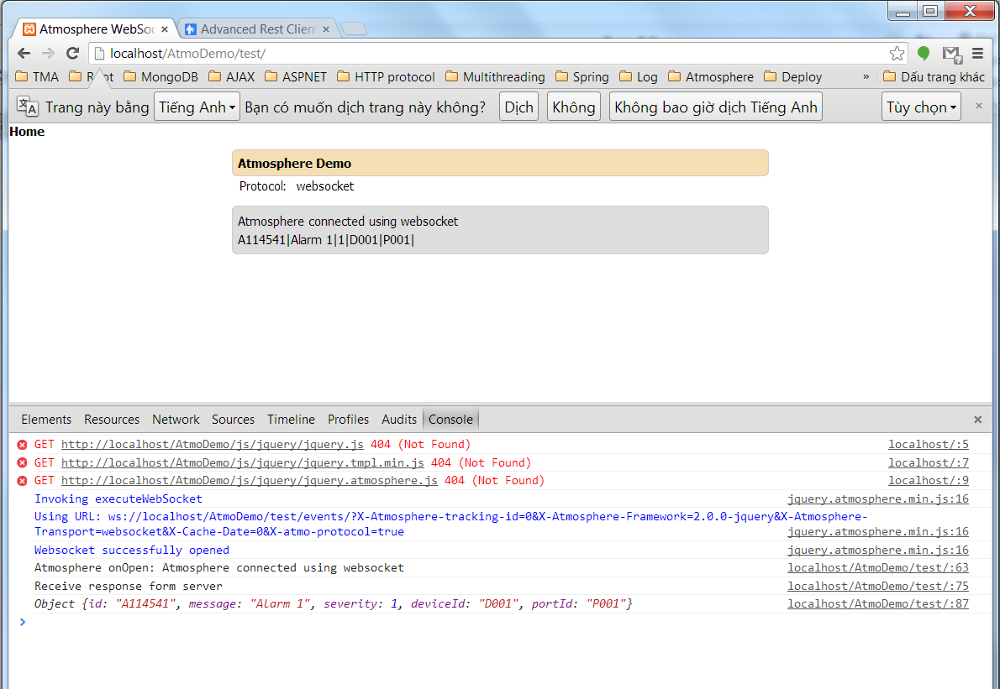 Atmosphere WebSoc × Advanced Rest Client ×
localhost/AtmoDemo/test/
TMA MongoDB AJAX ASPNET HTTP protocol Multithreading Spring Log Atmosphere Deploy » Dấu trang khác
Trang này bằng Tiếng Anh Bạn có muốn dịch trang này không? Dịch Không Không bao giờ dịch Tiếng Anh Tùy chọn ×
Home
Atmosphere Demo
Protocol: websocket
Atmosphere connected using websocket
A114541|Alarm 1|1|D001|P001|
Elements Resources Network Sources Timeline Profiles Audits Console ×
GET http://localhost/AtmoDemo/js/jquery/jquery.js 404 (Not Found) localhost/:5
GET http://localhost/AtmoDemo/js/jquery/jquery.tmpl.min.js 404 (Not Found) localhost/:7
GET http://localhost/AtmoDemo/js/jquery/jquery.atmosphere.js 404 (Not Found) localhost/:9
Invoking executeWebSocket jquery.atmosphere.min.js:16
Using URL: ws://localhost/AtmoDemo/test/events/?X-Atmosphere-tracking-id=0&X-Atmosphere-Framework=2.0.0-jquery&X-Atmosphere-
Transport=websocket&X-Cache-Date=0&X-atmo-protocol=true jquery.atmosphere.min.js:16
Websocket successfully opened jquery.atmosphere.min.js:16
Atmosphere onOpen: Atmosphere connected using websocket localhost/AtmoDemo/test/:63
Receive response form server localhost/AtmoDemo/test/:75
Object {id: "A114541", message: "Alarm 1", severity: 1, deviceId: "D001", portId: "P001"} localhost/AtmoDemo/test/:87